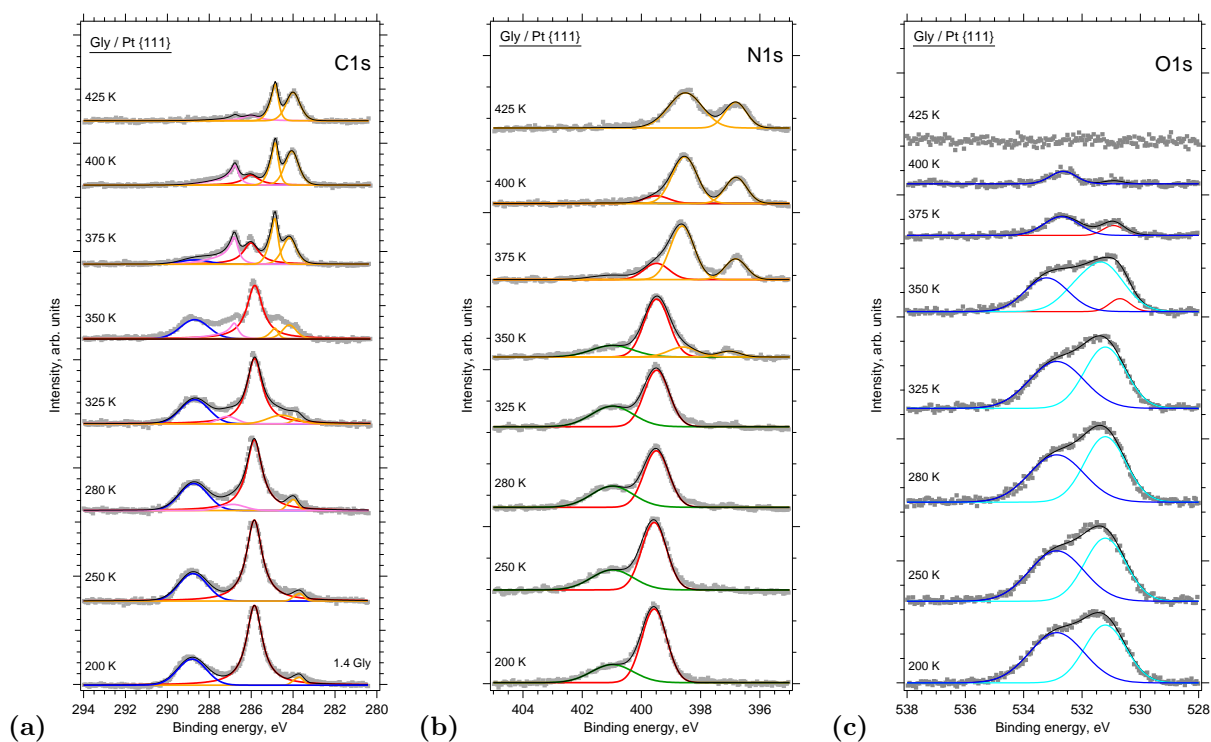 Gly / Pt {111}
C1s
425 K
400 K
375 K
350 K
325 K
280 K
250 K
200 K
1.4 Gly
Intensity, arb. units
294 292 290 288 286 284 282 280
Binding energy, eV
(a)
Gly / Pt {111}
N1s
425 K
400 K
375 K
350 K
325 K
280 K
250 K
200 K
Intensity, arb. units
404 402 400 398 396
Binding energy, eV
(b)
Gly / Pt {111}
O1s
425 K
400 K
375 K
350 K
325 K
280 K
250 K
200 K
Intensity, arb. units
538 536 534 532 530 528
Binding energy, eV
(c)